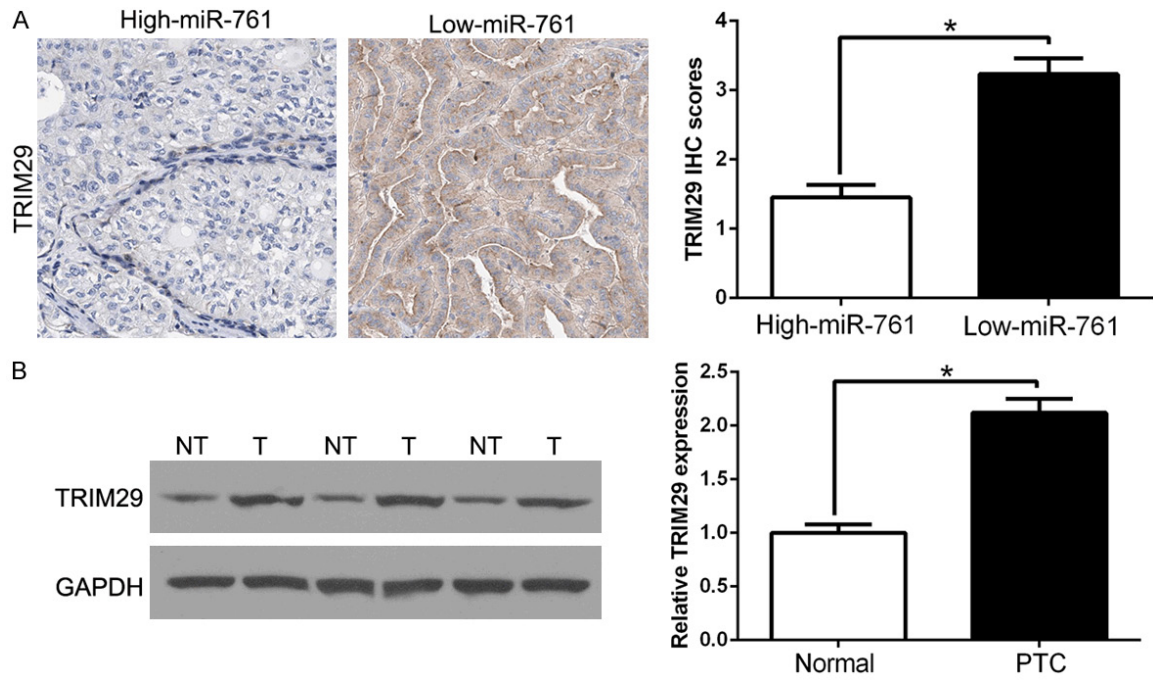 A
High-miR-761
Low-miR-761
TRIM29
TRIM29 IHC scores
4
3
2
1
0
*
High-miR-761
Low-miR-761
B
NT T NT T NT T
TRIM29
GAPDH
Relative TRIM29 expression
2.5
2.0
1.5
1.0
0.5
0.0
*
Normal
PTC